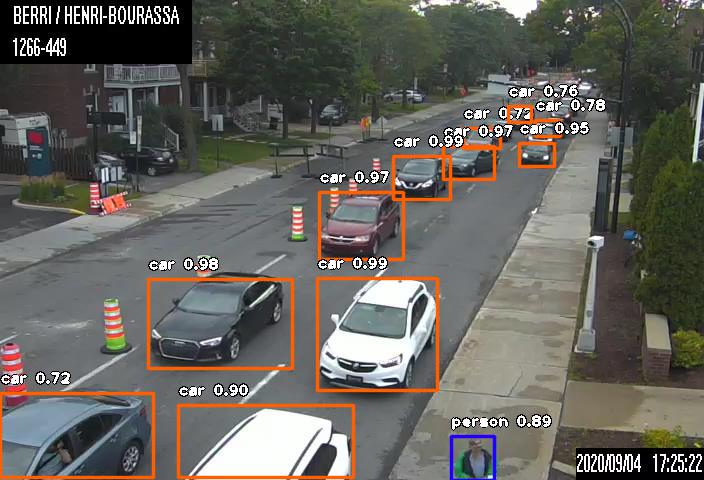 BERRI / HENRI-BOURASSA
1266-449
car 0.76
car 0.78
car 0.72
car 0.97
car 0.95
car 0.99
car 0.97
car 0.98
car 0.99
car 0.72
car 0.90
person 0.89
2020/09/04 17:25:22